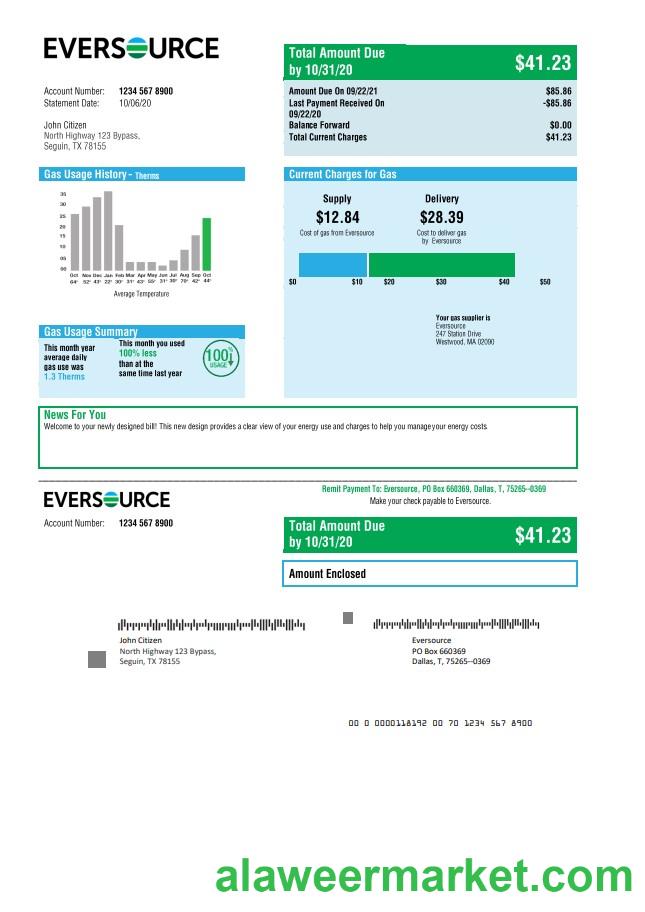 EVERSOURCE
Total Amount Due
by 10/31/20
$41.23
Account Number: 1234 567 8900
Statement Date: 10/06/20
John Citizen
North Highway 123 Bypass,
Seguin, TX 78155
Amount Due On 09/22/21 $85.86
Last Payment Received On -$85.86
09/22/20
Balance Forward $0.00
Total Current Charges $41.23
Gas Usage History - Therms
35
30
25
20
15
10
05
00
Oct Nov Dec Jan Feb Mar Apr May Jun Jul Aug Sep Oct
64° 52° 43° 22° 30° 31° 43° 55° 31° 30° 70° 42° 44°
Average Temperature
Current Charges for Gas
Supply Delivery
$12.84 $28.39
Cost of gas from Eversource
Cost to deliver gas
by Eversource
$0 $10 $20 $30 $40 $50
Your gas supplier is
Eversource
247 Station Drive
Westwood, MA 02090
Gas Usage Summary
This month year
average daily
gas use was
1.3 Therms
This month you used
100% less
than at the
same time last year
100%
USAGE
News For You
Welcome to your newly designed bill! This new design provides a clear view of your energy use and charges to help you manageyour energy costs.
EVERSOURCE
Remit Payment To: Eversource, PO Box 660369, Dallas, T, 75265--0369
Make your check payable to Eversource.
Account Number: 1234 567 8900
Total Amount Due
by 10/31/20
$41.23
Amount Enclosed
John Citizen
North Highway 123 Bypass,
Seguin, TX 78155
Eversource
PO Box 660369
Dallas, T, 75265--0369
00 0 0000118192 00 70 1234 567 8900
alaweermarket.com